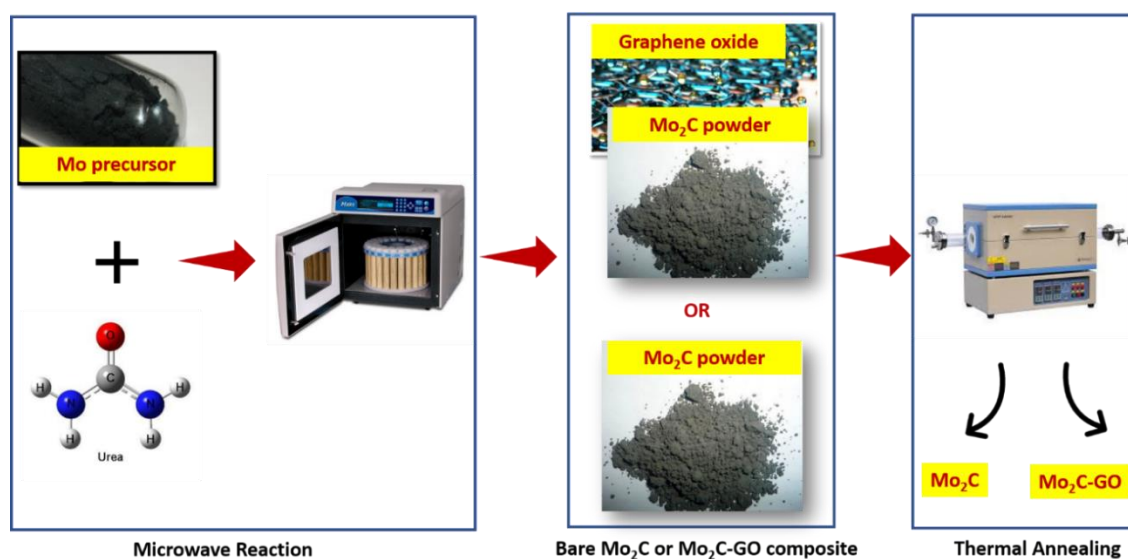 Mo precursor
+
O
C
N
N
H
H
H
H
Urea
Microwave Reaction
Graphene oxide
Mo₂C powder
OR
Mo₂C powder
Bare Mo₂C or Mo₂C-GO composite
Mo₂C
Mo₂C-GO
Thermal Annealing